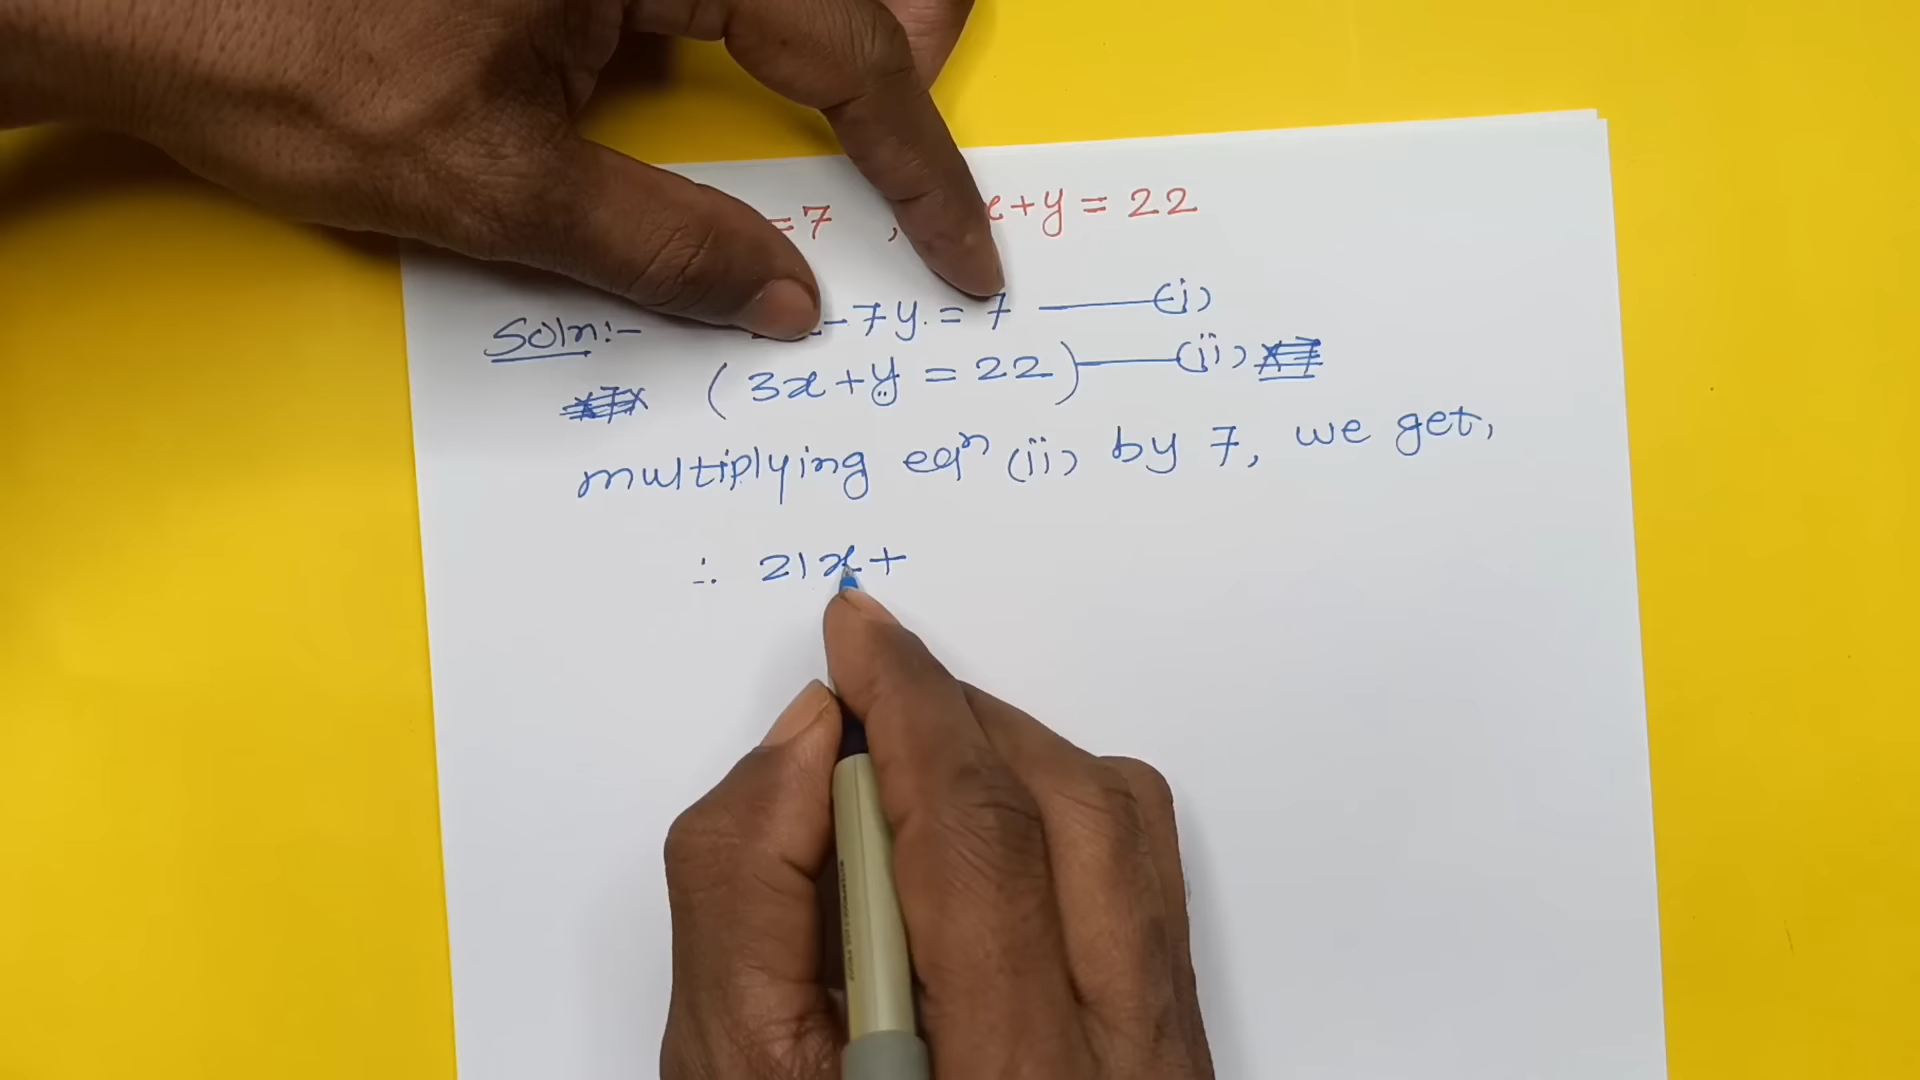 =7 , x+y = 22
Soln:- -7y = 7 ———(i)
(3x+y = 22)———(ii)
multiplying eqⁿ (ii) by 7, we get,
∴ 21x+